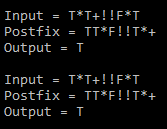 Input = T*T+!!F*T
Postfix = TT*F!!T*+
Output = T
Input = T*T+!!F*T
Postfix = TT*F!!T*+
Output = T